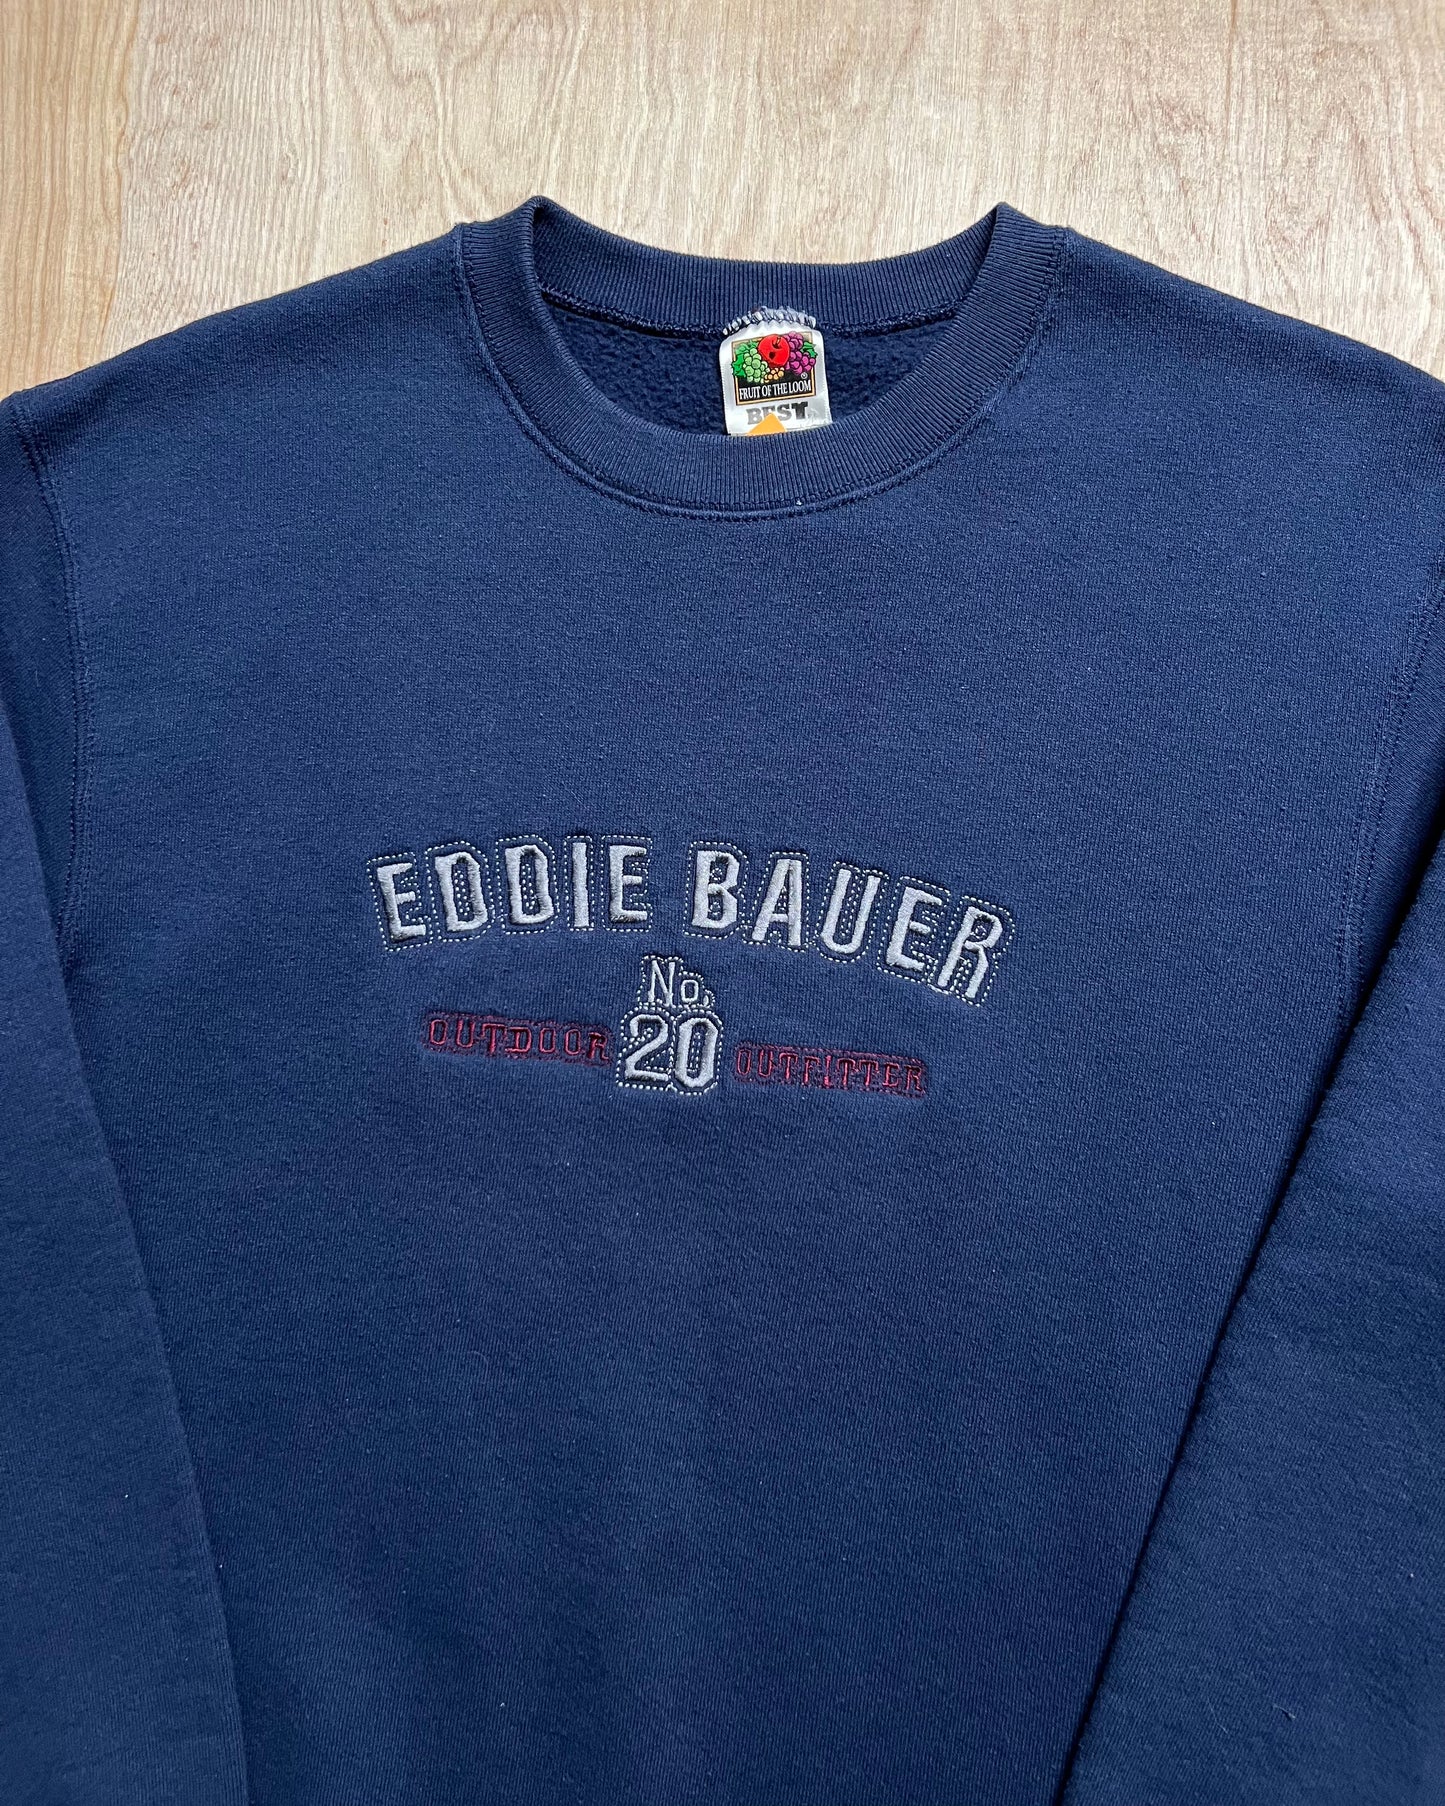 FRUIT OF THE LOOM ®
BEST
EDDIE BAUER
No.
OUTDOOR 20 OUTFITTER